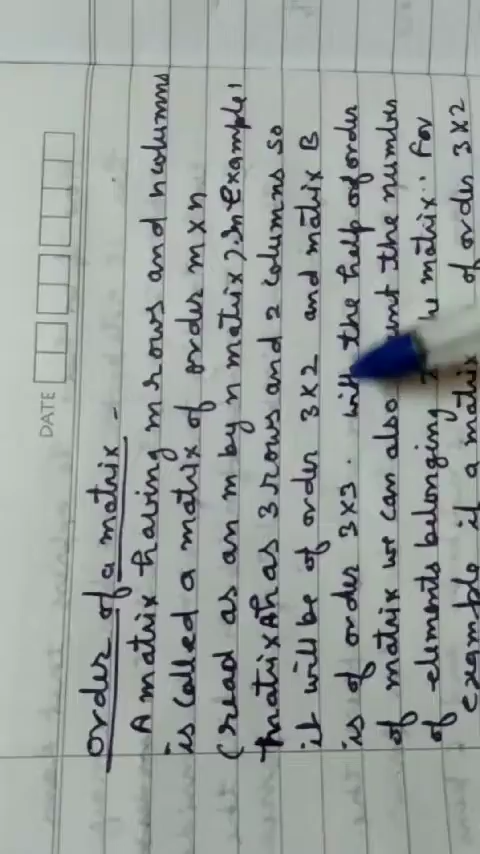 DATE
Order of a matrix -
A matrix having m rows and n columns
is called a matrix of order m×n
(read as an m by n matrix). In example 1
Matrix A has 3 rows and 2 columns so
it will be of order 3×2 and matrix B
is of order 3×3. with the help of order
of matrix we can also the number
of elements belonging matrix. For
example if a matrix of order 3×2